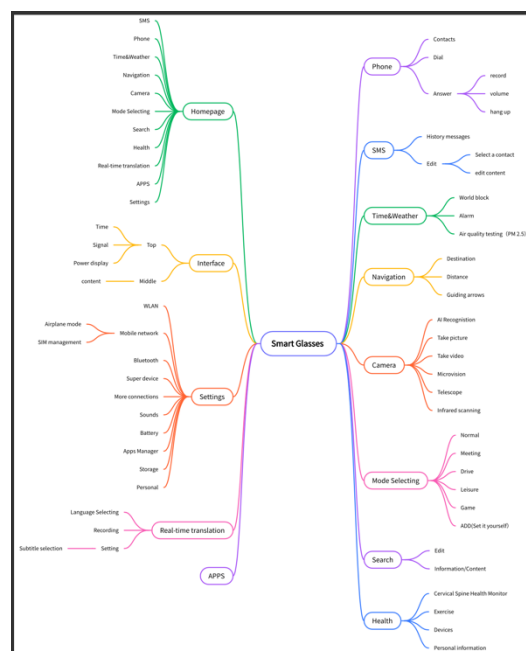 Smart Glasses
Homepage
SMS
Phone
Time&Weather
Navigation
Camera
Mode Selecting
Search
Health
Real-time translation
APPS
Settings
Interface
Top
Time
Signal
Power display
Middle
content
Settings
WLAN
Mobile network
Airplane mode
SIM management
Bluetooth
Super device
More connections
Sounds
Battery
Apps Manager
Storage
Personal
Real-time translation
Language Selecting
Recording
Setting
Subtitle selection
APPS
Phone
Contacts
Dial
Answer
record
volume
hang up
SMS
History messages
Edit
Select a contact
edit content
Time&Weather
World block
Alarm
Air quality testing（PM 2.5）
Navigation
Destination
Distance
Guiding arrows
Camera
AI Recognistion
Take picture
Take video
Microvision
Telescope
Infrared scanning
Mode Selecting
Normal
Meeting
Drive
Leisure
Game
ADD(Set it yourself)
Search
Edit
Information/Content
Health
Cervical Spine Health Monitor
Exercise
Devices
Personal information